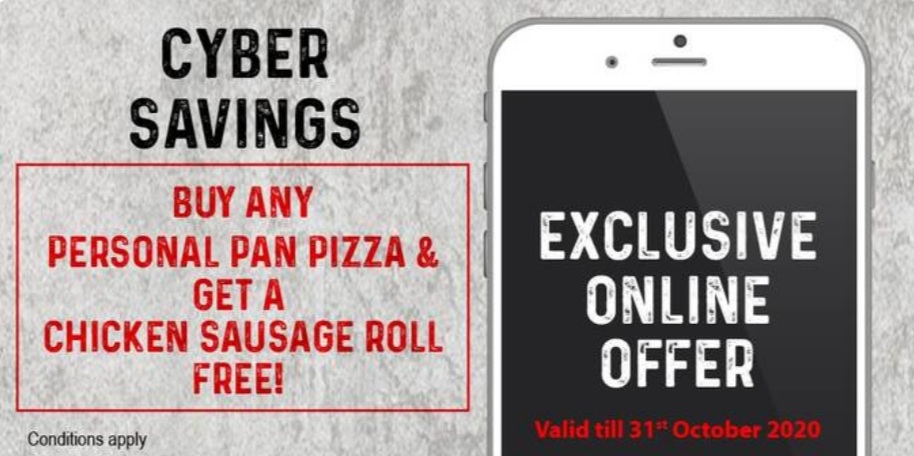 CYBER
SAVINGS
BUY ANY
PERSONAL PAN PIZZA &
GET A
CHICKEN SAUSAGE ROLL
FREE!
Conditions apply
EXCLUSIVE
ONLINE
OFFER
Valid till 31st October 2020